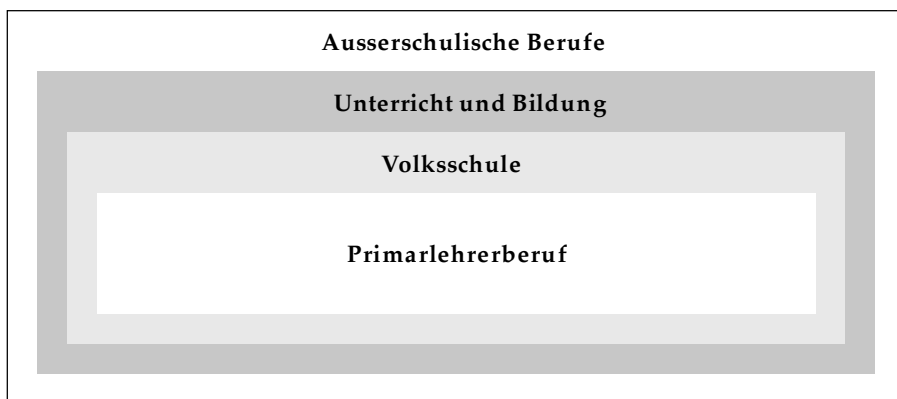 Ausserschulische Berufe
Unterricht und Bildung
Volksschule
Primarlehrerberuf